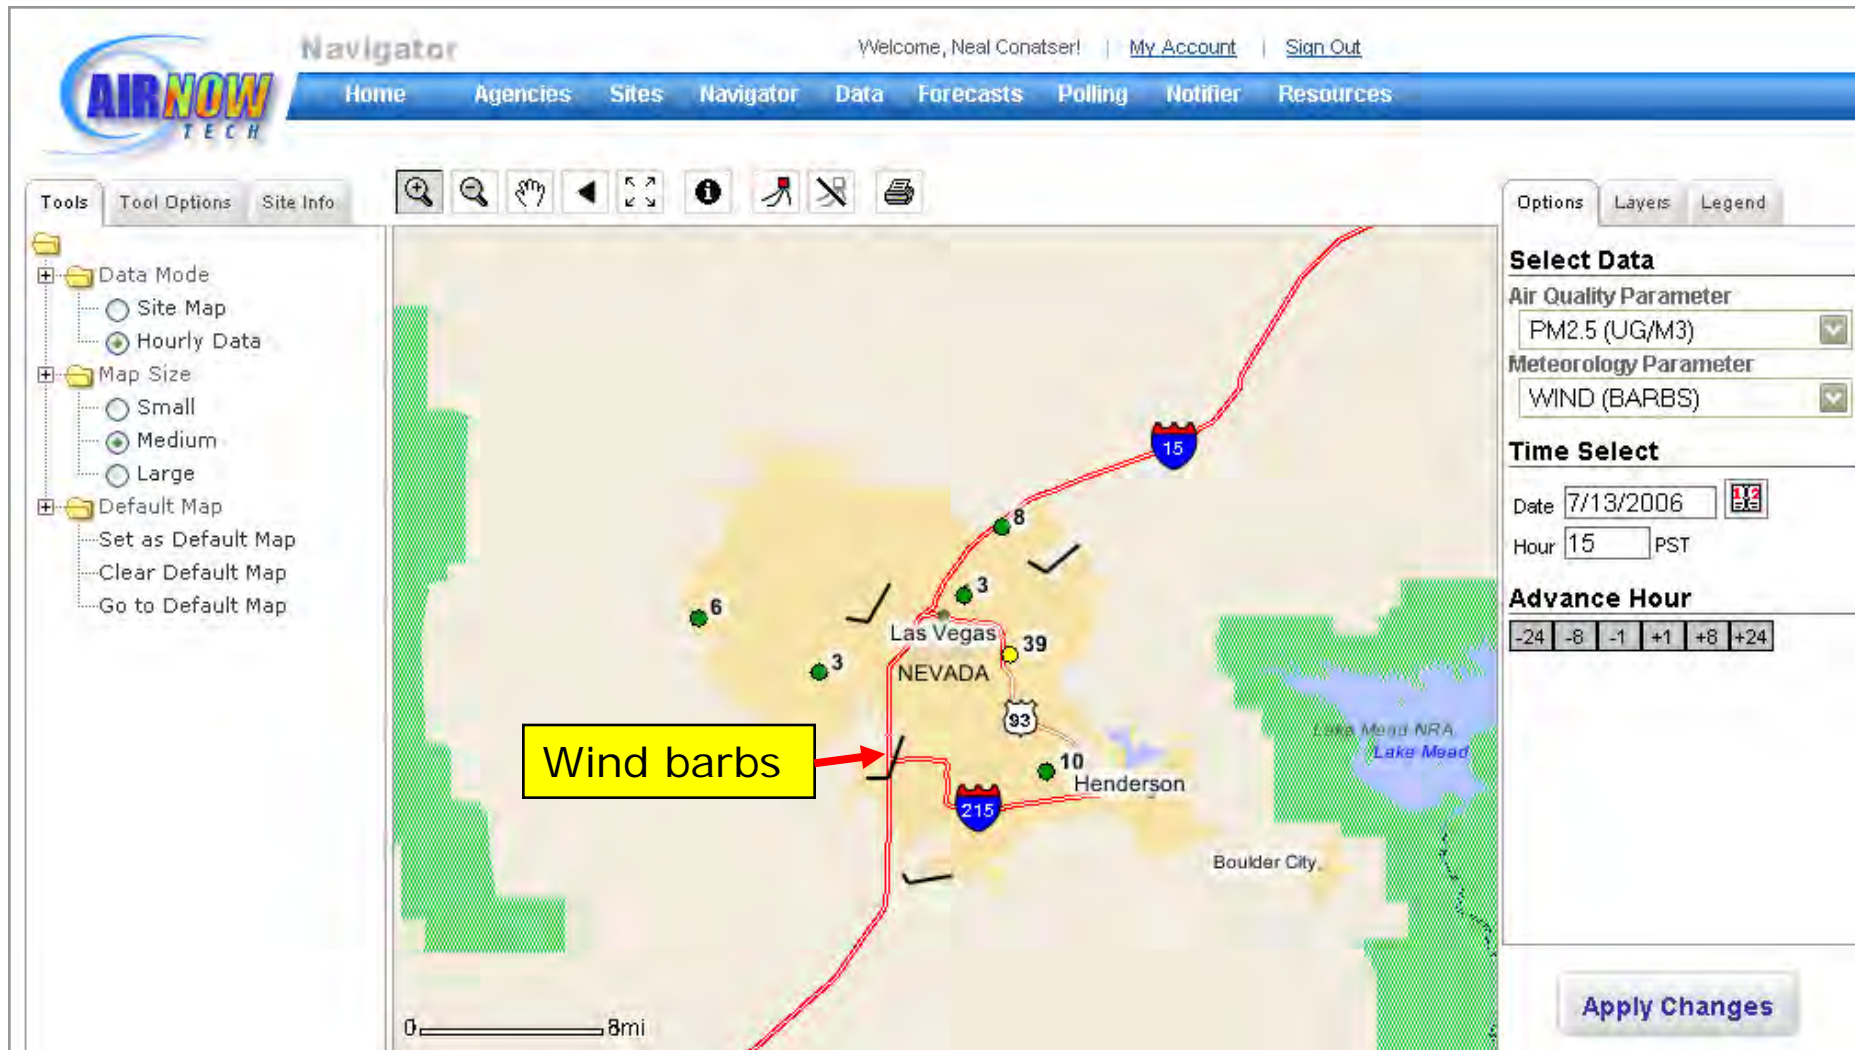 Navigator
Welcome, Neal Conatser! | My Account | Sign Out
AIRNOW
TECH
Home Agencies Sites Navigator Data Forecasts Polling Notifier Resources
Tools Tool Options Site Info
Data Mode
Site Map
Hourly Data
Map Size
Small
Medium
Large
Default Map
Set as Default Map
Clear Default Map
Go to Default Map
15
8
3
6
Las Vegas
39
3
NEVADA
93
Wind barbs
Lake Mead NRA
Lake Mead
10
Henderson
215
Boulder City
0 8mi
Options Layers Legend
Select Data
Air Quality Parameter
PM2.5 (UG/M3)
Meteorology Parameter
WIND (BARBS)
Time Select
Date 7/13/2006
Hour 15 PST
Advance Hour
-24 -8 -1 +1 +8 +24
Apply Changes